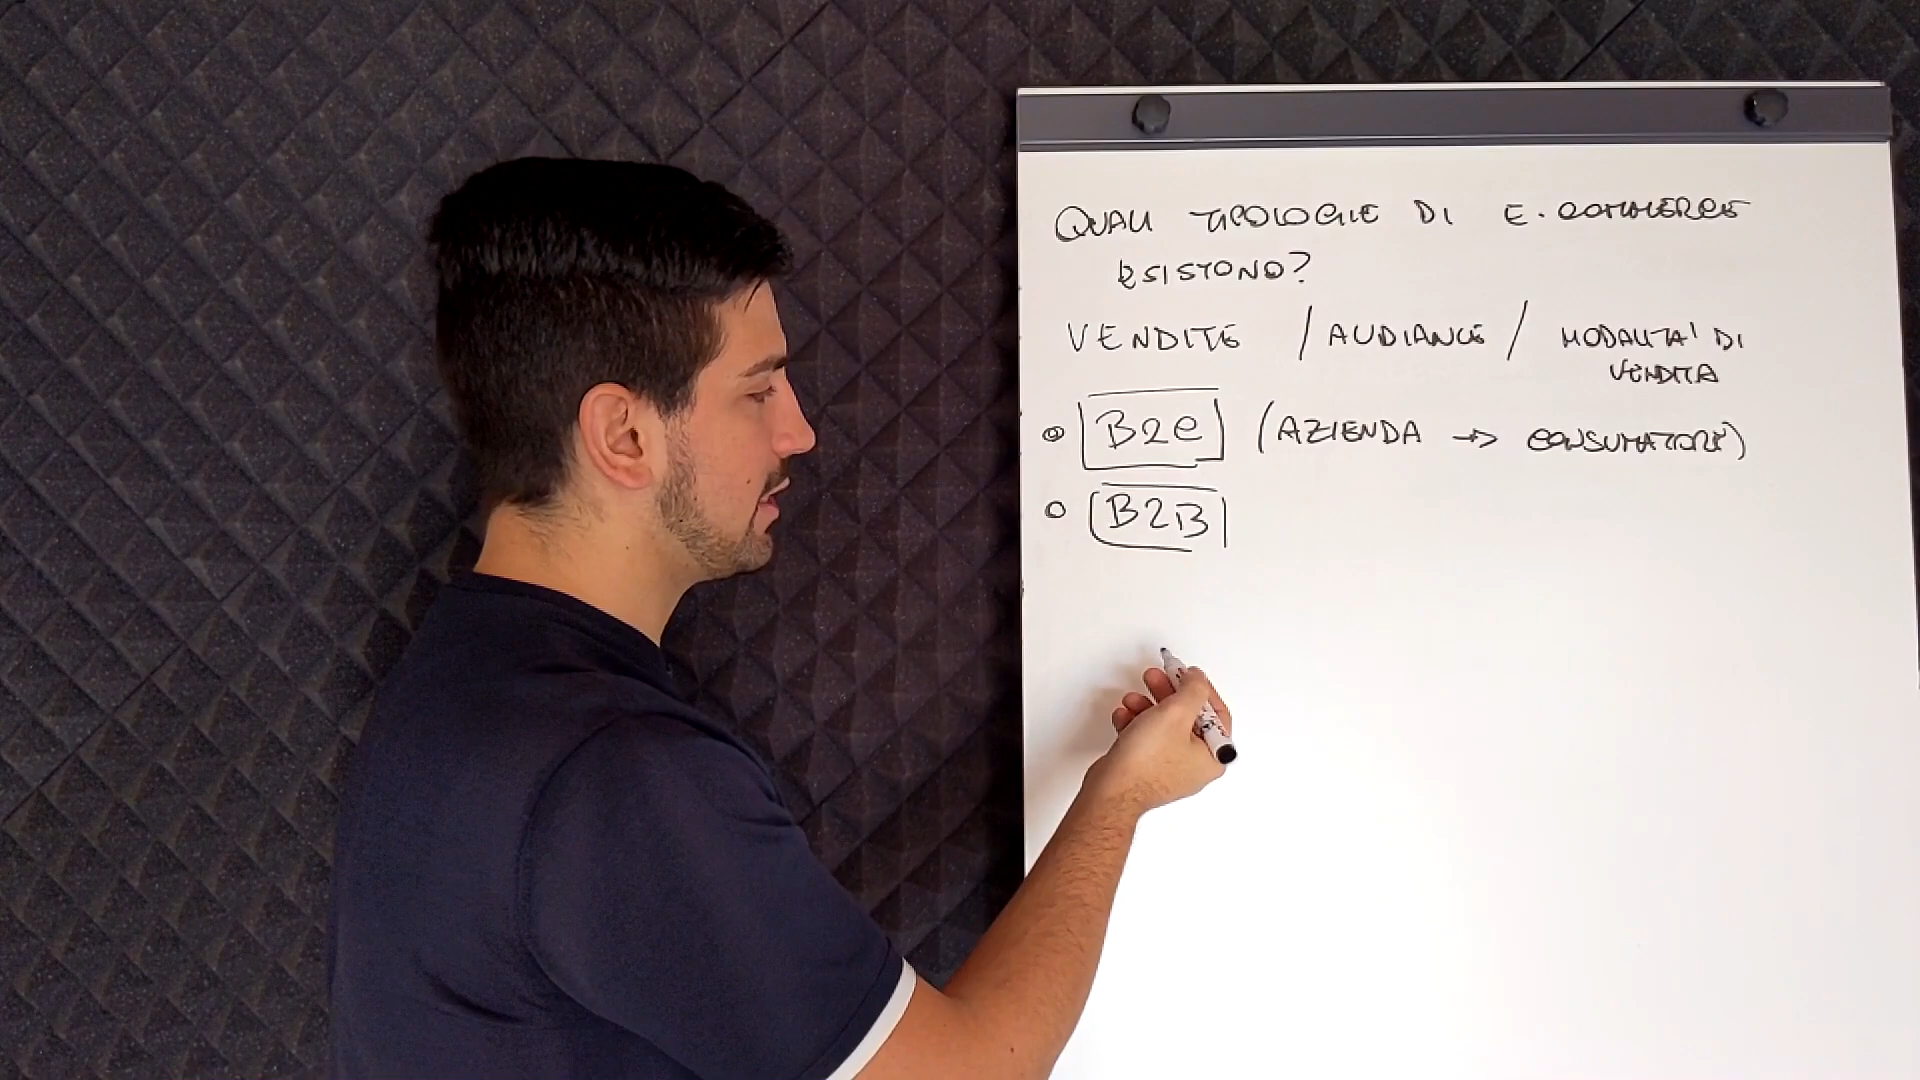 QUALI TIPOLOGIE DI E-COMMERCE
ESISTONO?
VENDITE / AUDIANCE / MODALITA' DI
VENDITA
B2C (AZIENDA → CONSUMATORE)
B2B